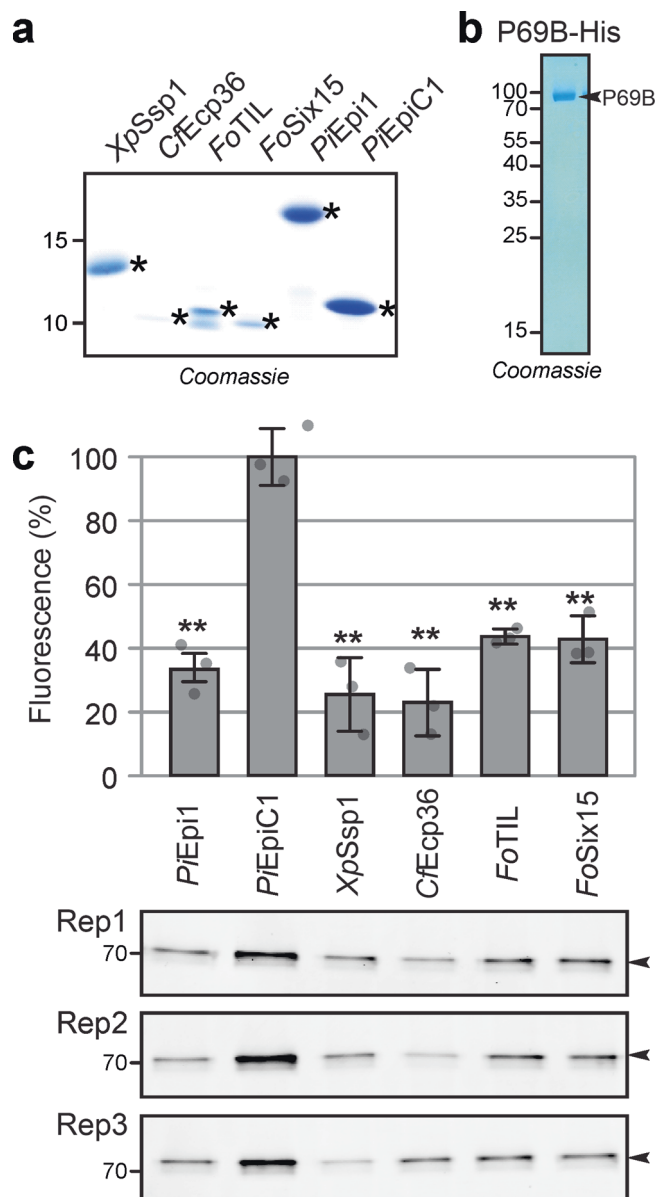 a
XpSsp1 CfEcp36 FoTIL FoSix15 PiEpi1 PiEpiC1
15
10
* * * * * *
Coomassie
b P69B-His
100
70
55
40
35
25
15
P69B
Coomassie
c
Fluorescence (%)
100
80
60
40
20
0
** ** ** ** **
PiEpi1 PiEpiC1 XpSsp1 CfEcp36 FoTIL FoSix15
Rep1
70
Rep2
70
Rep3
70